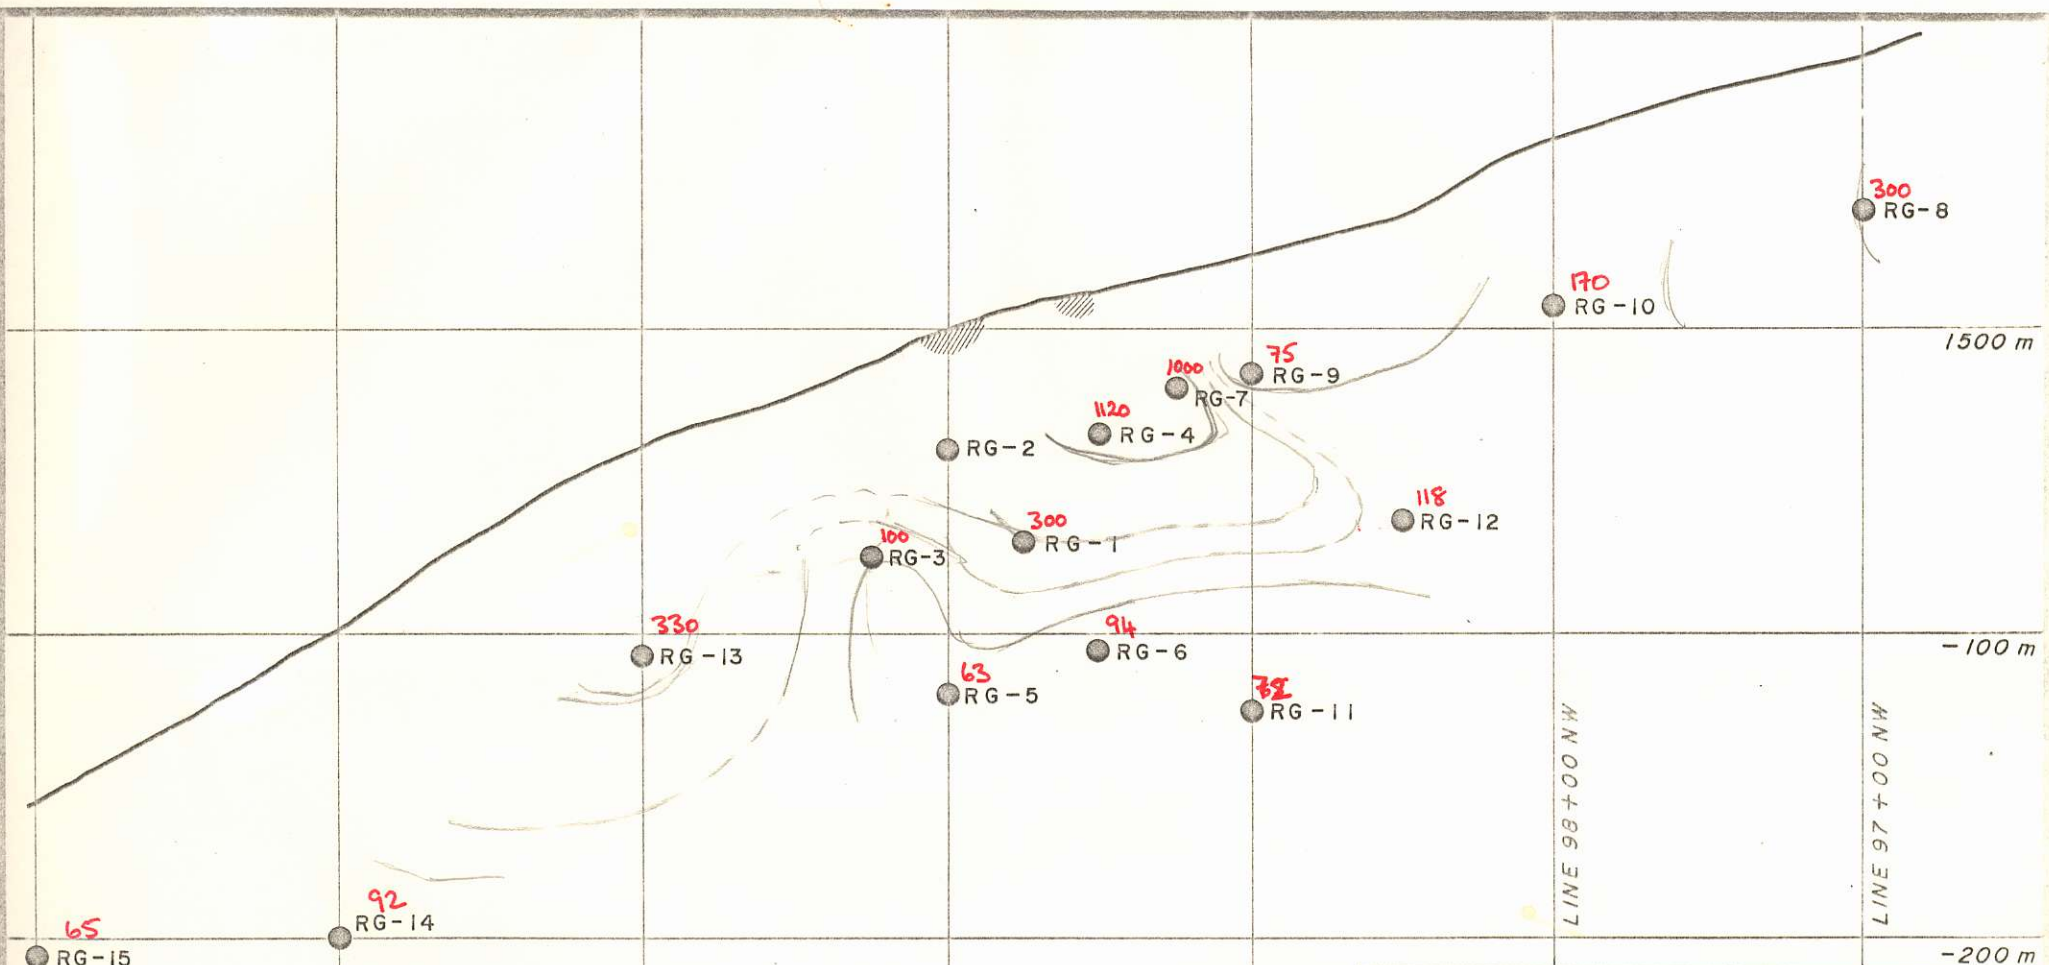 300
RG-8
170
RG-10
1500 m
75
RG-9
1000
RG-7
1120
RG-4
RG-2
118
RG-12
300
RG-1
100
RG-3
330
RG-13
-100 m
94
RG-6
63
RG-5
RG-11
LINE 98+00 NW
LINE 97+00 NW
92
RG-14
65
RG-15
-200 m